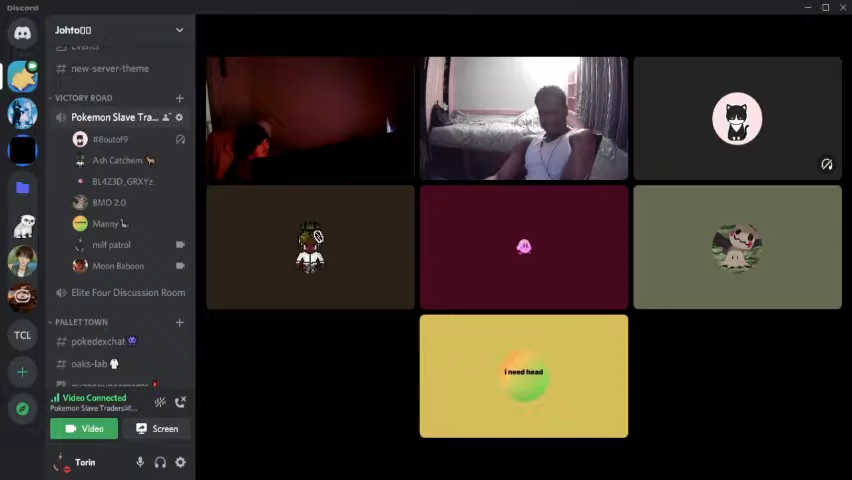 Discord
Johto
Events
# new-server-theme
VICTORY ROAD
Pokemon Slave Tra...
#8outof9
Ash Catchem
BL4Z3D_GRXYz
BMO 2.0
Manny
milf patrol
Moon Baboon
Elite Four Discussion Room
PALLET TOWN
# pokedexchat
# oaks-lab
TCL
Video Connected
Pokemon Slave Traders
Video
Screen
Torin
i need head